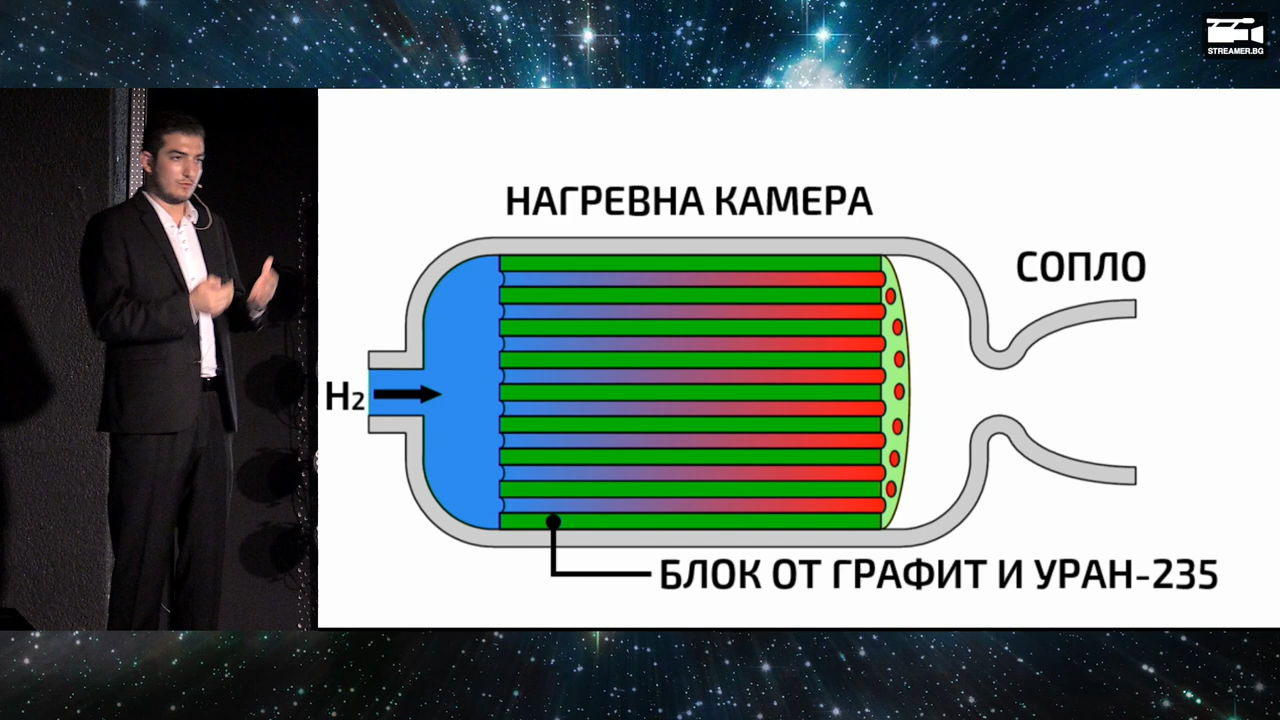 STREAMER.BG
НАГРЕВНА КАМЕРА
СОПЛО
H2
БЛОК ОТ ГРАФИТ И УРАН-235